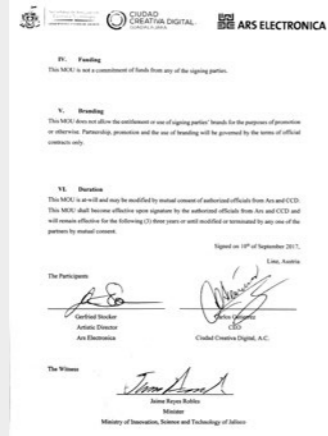 CIUDAD
CREATIVA DIGITAL
ARS ELECTRONICA
IV. Funding
This MOU is not a commitment of funds from any of the signing parties.
V. Branding
This MOU does not allow the entitlement or use of signing parties' brands for the purposes of promotion
or otherwise. Partnership, promotion and the use of branding will be governed by the terms of official
contracts only.
VI. Duration
This MOU is at-will and may be modified by mutual consent of authorized officials from Ars and CCD.
This MOU shall become effective upon signature by the authorized officials from Ars and CCD and
will remain effective for the following (3) three years or until modified or terminated by any one of the
partners by mutual consent.
Signed on 10th of September 2017,
Linz, Austria
The Participants
Gerfried Stocker
Carlos
Artistic Director
CEO
Ars Electronica
Ciudad Creativa Digital, A.C.
The Witness
Jaime Reyes Robles
Minister
Ministry of Innovation, Science and Technology of Jalisco